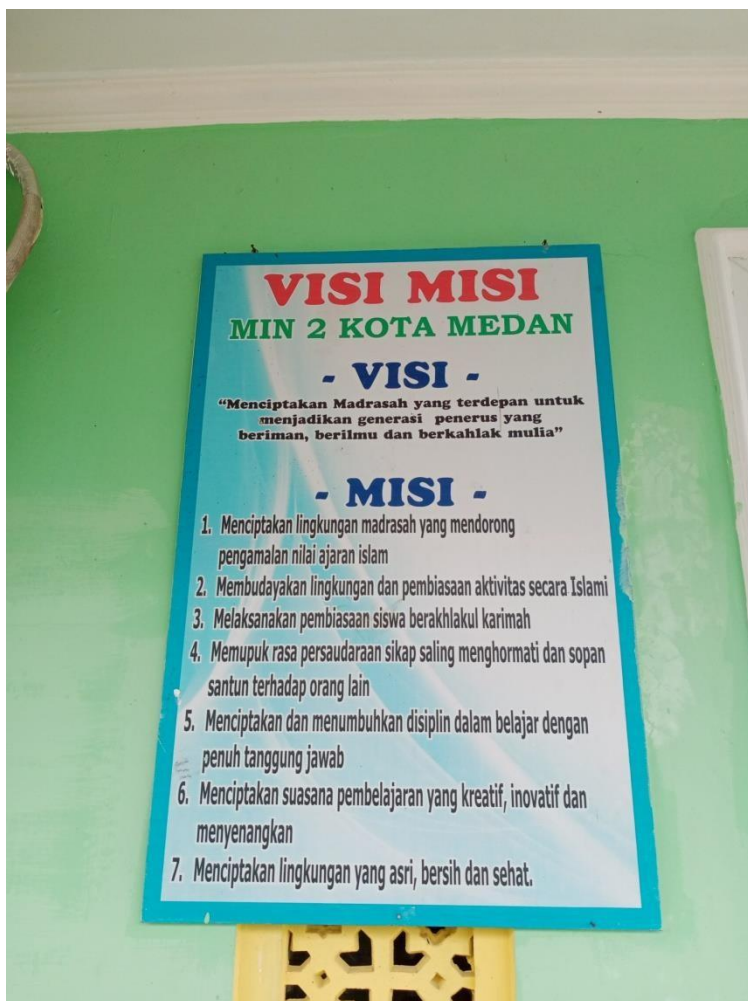 VISI MISI
MIN 2 KOTA MEDAN
- VISI -
“Menciptakan Madrasah yang terdepan untuk
menjadikan generasi penerus yang
beriman, berilmu dan berkahlak mulia”
- MISI -
1. Menciptakan lingkungan madrasah yang mendorong
pengamalan nilai ajaran islam
2. Membudayakan lingkungan dan pembiasaan aktivitas secara Islami
3. Melaksanakan pembiasaan siswa berakhlakul karimah
4. Memupuk rasa persaudaraan sikap saling menghormati dan sopan
santun terhadap orang lain
5. Menciptakan dan menumbuhkan disiplin dalam belajar dengan
penuh tanggung jawab
6. Menciptakan suasana pembelajaran yang kreatif, inovatif dan
menyenangkan
7. Menciptakan lingkungan yang asri, bersih dan sehat.